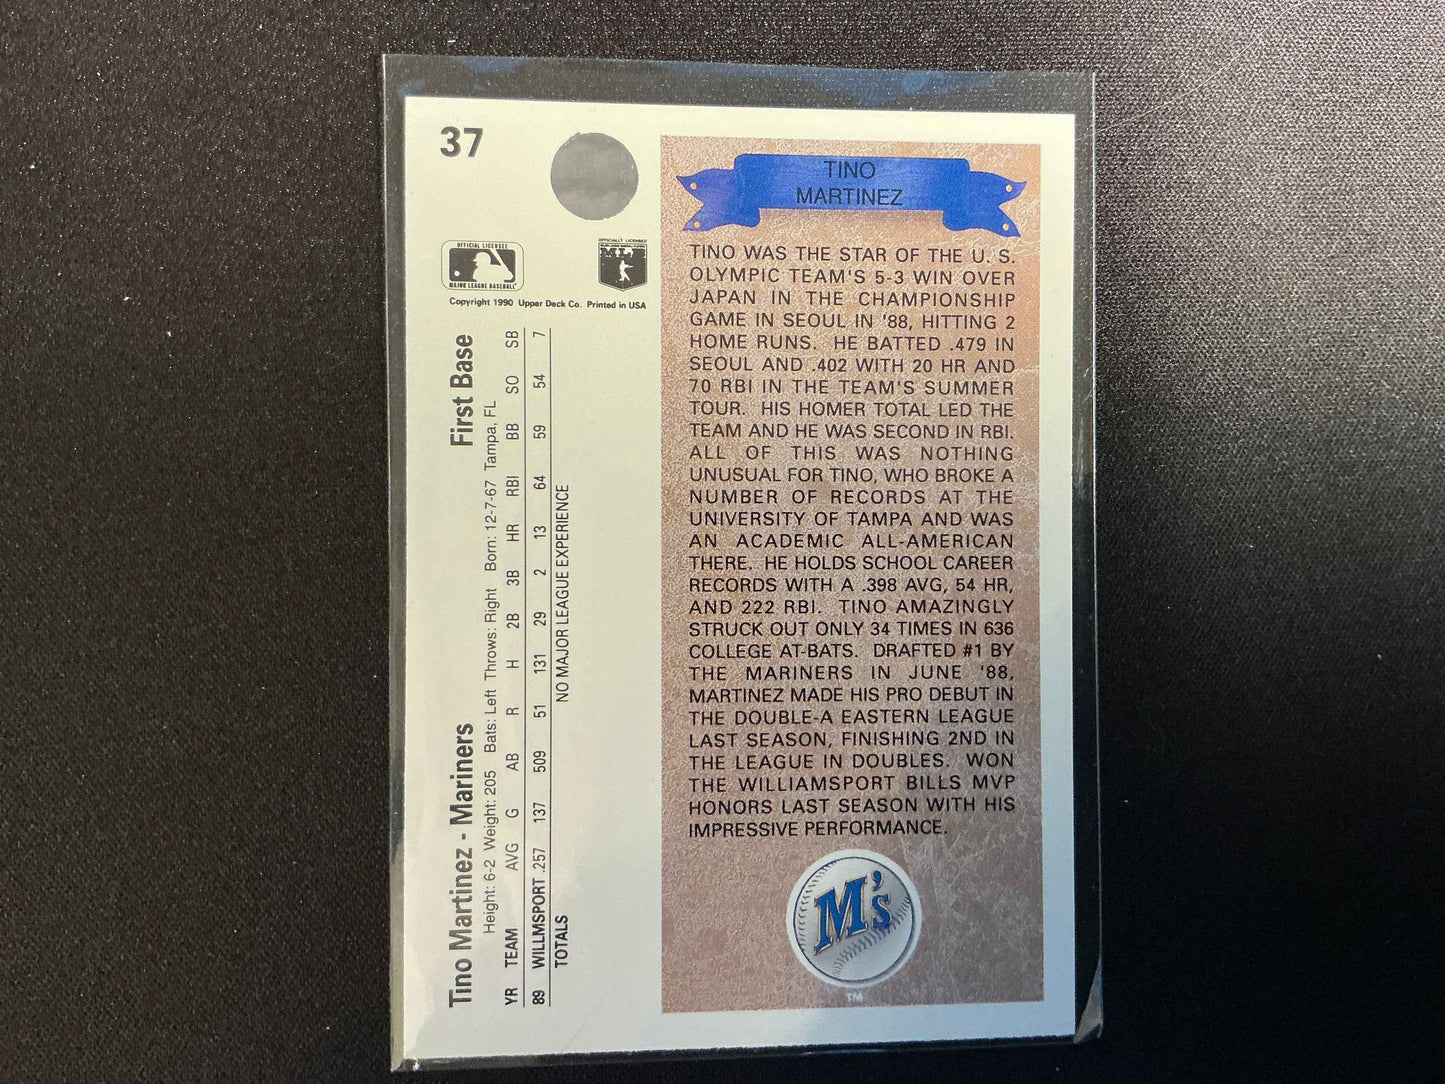 37
OFFICIAL LICENSEE
MAJOR LEAGUE BASEBALL
OFFICIALLY LICENSED
MAJOR LEAGUE BASEBALL PLAYERS
Copyright 1990 Upper Deck Co. Printed in USA
Tino Martinez - Mariners First Base
Height: 6-2 Weight: 205 Bats: Left Throws: Right Born: 12-7-67 Tampa, FL
YR TEAM AVG G AB R H 2B 3B HR RBI BB SO SB
89 WILLMSPORT .257 137 509 51 131 29 2 13 64 59 54 7
TOTALS NO MAJOR LEAGUE EXPERIENCE
TINO
MARTINEZ
TINO WAS THE STAR OF THE U. S.
OLYMPIC TEAM'S 5-3 WIN OVER
JAPAN IN THE CHAMPIONSHIP
GAME IN SEOUL IN '88, HITTING 2
HOME RUNS. HE BATTED .479 IN
SEOUL AND .402 WITH 20 HR AND
70 RBI IN THE TEAM'S SUMMER
TOUR. HIS HOMER TOTAL LED THE
TEAM AND HE WAS SECOND IN RBI.
ALL OF THIS WAS NOTHING
UNUSUAL FOR TINO, WHO BROKE A
NUMBER OF RECORDS AT THE
UNIVERSITY OF TAMPA AND WAS
AN ACADEMIC ALL-AMERICAN
THERE. HE HOLDS SCHOOL CAREER
RECORDS WITH A .398 AVG, 54 HR,
AND 222 RBI. TINO AMAZINGLY
STRUCK OUT ONLY 34 TIMES IN 636
COLLEGE AT-BATS. DRAFTED #1 BY
THE MARINERS IN JUNE '88,
MARTINEZ MADE HIS PRO DEBUT IN
THE DOUBLE-A EASTERN LEAGUE
LAST SEASON, FINISHING 2ND IN
THE LEAGUE IN DOUBLES. WON
THE WILLIAMSPORT BILLS MVP
HONORS LAST SEASON WITH HIS
IMPRESSIVE PERFORMANCE.
M's
TM